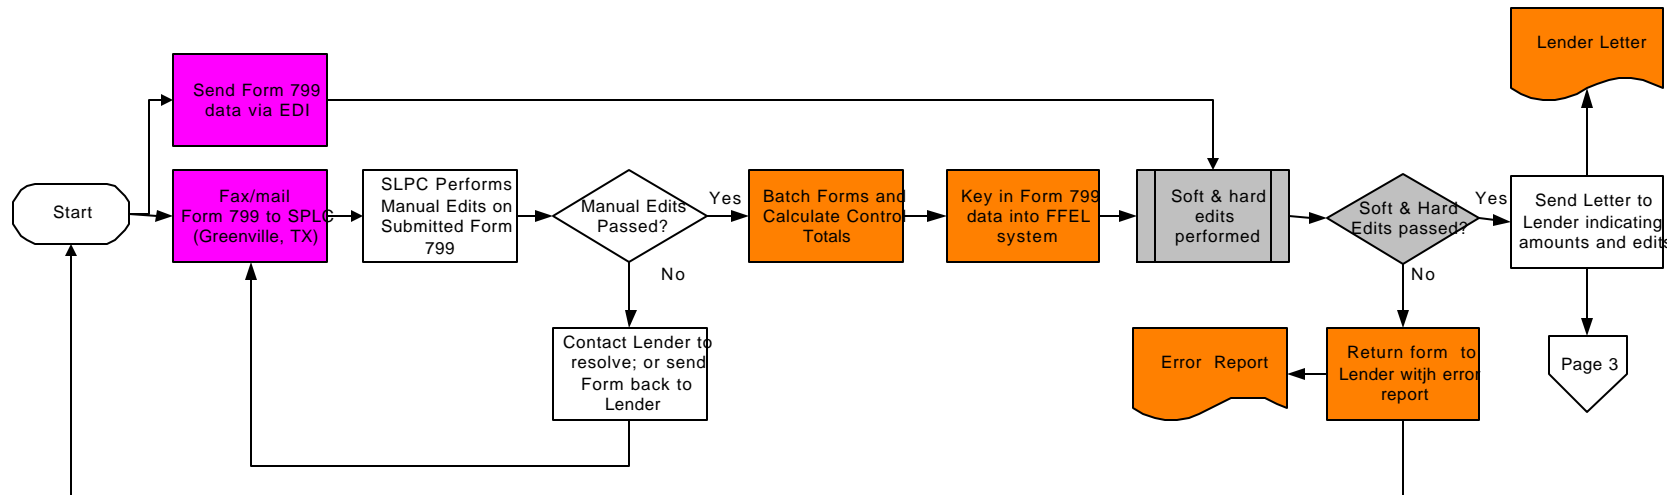 Lender Letter
Send Form 799
data via EDI
Start
Fax/mail
Form 799 to SPLC
(Greenville, TX)
SLPC Performs
Manual Edits on
Submitted Form
799
Manual Edits
Passed?
Yes
No
Batch Forms and
Calculate Control
Totals
Key in Form 799
data into FFEL
system
Soft & hard
edits
performed
Soft & Hard
Edits passed?
Yes
No
Send Letter to
Lender indicating
amounts and edits
Contact Lender to
resolve; or send
Form back to
Lender
Error Report
Return form to
Lender witjh error
report
Page 3